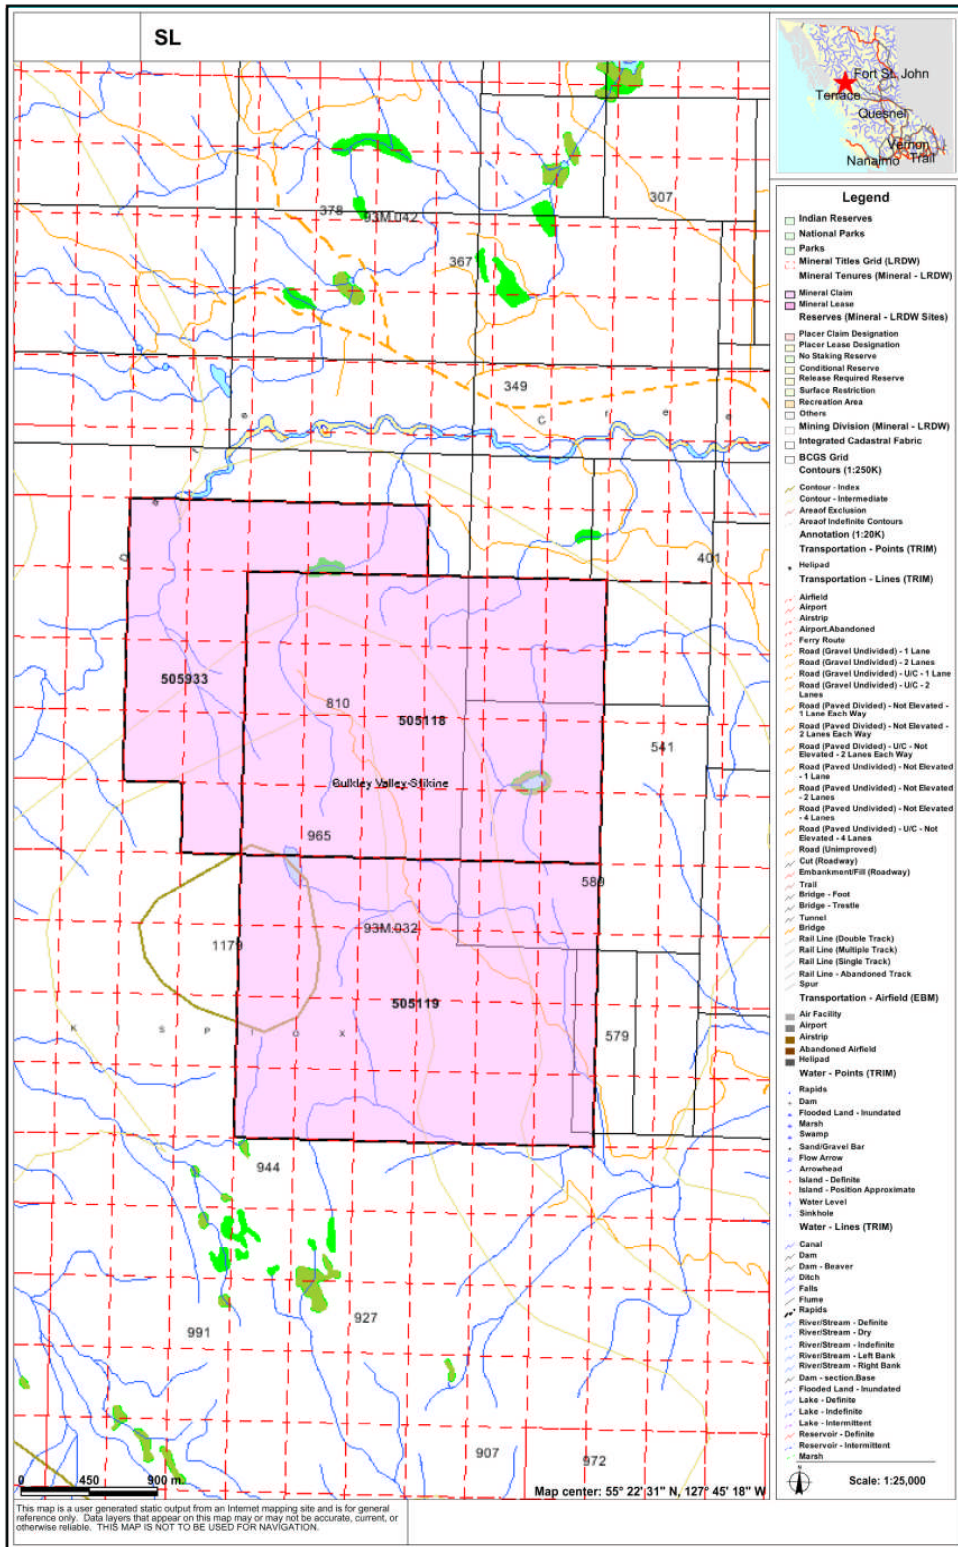 SL
Fort St. John
Terrace
Quesnel
Vernon
Nanaimo
Trail
307
378
93M.042
367
349
C r e e
401
505933
810
505118
541
Bulkley Valley-Stikine
965
580
1179
93M.032
505119
K I S P I O X
579
944
927
991
907
972
0 450 900 m.
Map center: 55° 22' 31" N, 127° 45' 18" W
Legend
Indian Reserves
National Parks
Parks
Mineral Titles Grid (LRDW)
Mineral Tenures (Mineral - LRDW)
Mineral Claim
Mineral Lease
Reserves (Mineral - LRDW Sites)
Placer Claim Designation
Placer Lease Designation
No Staking Reserve
Conditional Reserve
Release Required Reserve
Surface Restriction
Recreation Area
Others
Mining Division (Mineral - LRDW)
Integrated Cadastral Fabric
BCGS Grid
Contours (1:250K)
Contour - Index
Contour - Intermediate
Areaof Exclusion
Areaof Indefinite Contours
Annotation (1:20K)
Transportation - Points (TRIM)
Helipad
Transportation - Lines (TRIM)
Airfield
Airport
Airstrip
Airport.Abandoned
Ferry Route
Road (Gravel Undivided) - 1 Lane
Road (Gravel Undivided) - 2 Lanes
Road (Gravel Undivided) - U/C - 1 Lane
Road (Gravel Undivided) - U/C - 2
Lanes
Road (Paved Divided) - Not Elevated -
1 Lane Each Way
Road (Paved Divided) - Not Elevated -
2 Lanes Each Way
Road (Paved Divided) - U/C - Not
Elevated - 2 Lanes Each Way
Road (Paved Undivided) - Not Elevated
- 1 Lane
Road (Paved Undivided) - Not Elevated
- 2 Lanes
Road (Paved Undivided) - Not Elevated
- 4 Lanes
Road (Paved Undivided) - U/C - Not
Elevated - 4 Lanes
Road (Unimproved)
Cut (Roadway)
Embankment/Fill (Roadway)
Trail
Bridge - Foot
Bridge - Trestle
Tunnel
Bridge
Rail Line (Double Track)
Rail Line (Multiple Track)
Rail Line (Single Track)
Rail Line - Abandoned Track
Spur
Transportation - Airfield (EBM)
Air Facility
Airport
Airstrip
Abandoned Airfield
Helipad
Water - Points (TRIM)
Rapids
Dam
Flooded Land - Inundated
Marsh
Swamp
Sand/Gravel Bar
Flow Arrow
Arrowhead
Island - Definite
Island - Position Approximate
Water Level
Sinkhole
Water - Lines (TRIM)
Canal
Dam
Dam - Beaver
Ditch
Falls
Flume
Rapids
River/Stream - Definite
River/Stream - Dry
River/Stream - Indefinite
River/Stream - Left Bank
River/Stream - Right Bank
Dam - section.Base
Flooded Land - Inundated
Lake - Definite
Lake - Indefinite
Lake - Intermittent
Reservoir - Definite
Reservoir - Intermittent
Marsh
N
Scale: 1:25,000
This map is a user generated static output from an Internet mapping site and is for general
reference only. Data layers that appear on this map may or may not be accurate, current, or
otherwise reliable. THIS MAP IS NOT TO BE USED FOR NAVIGATION.